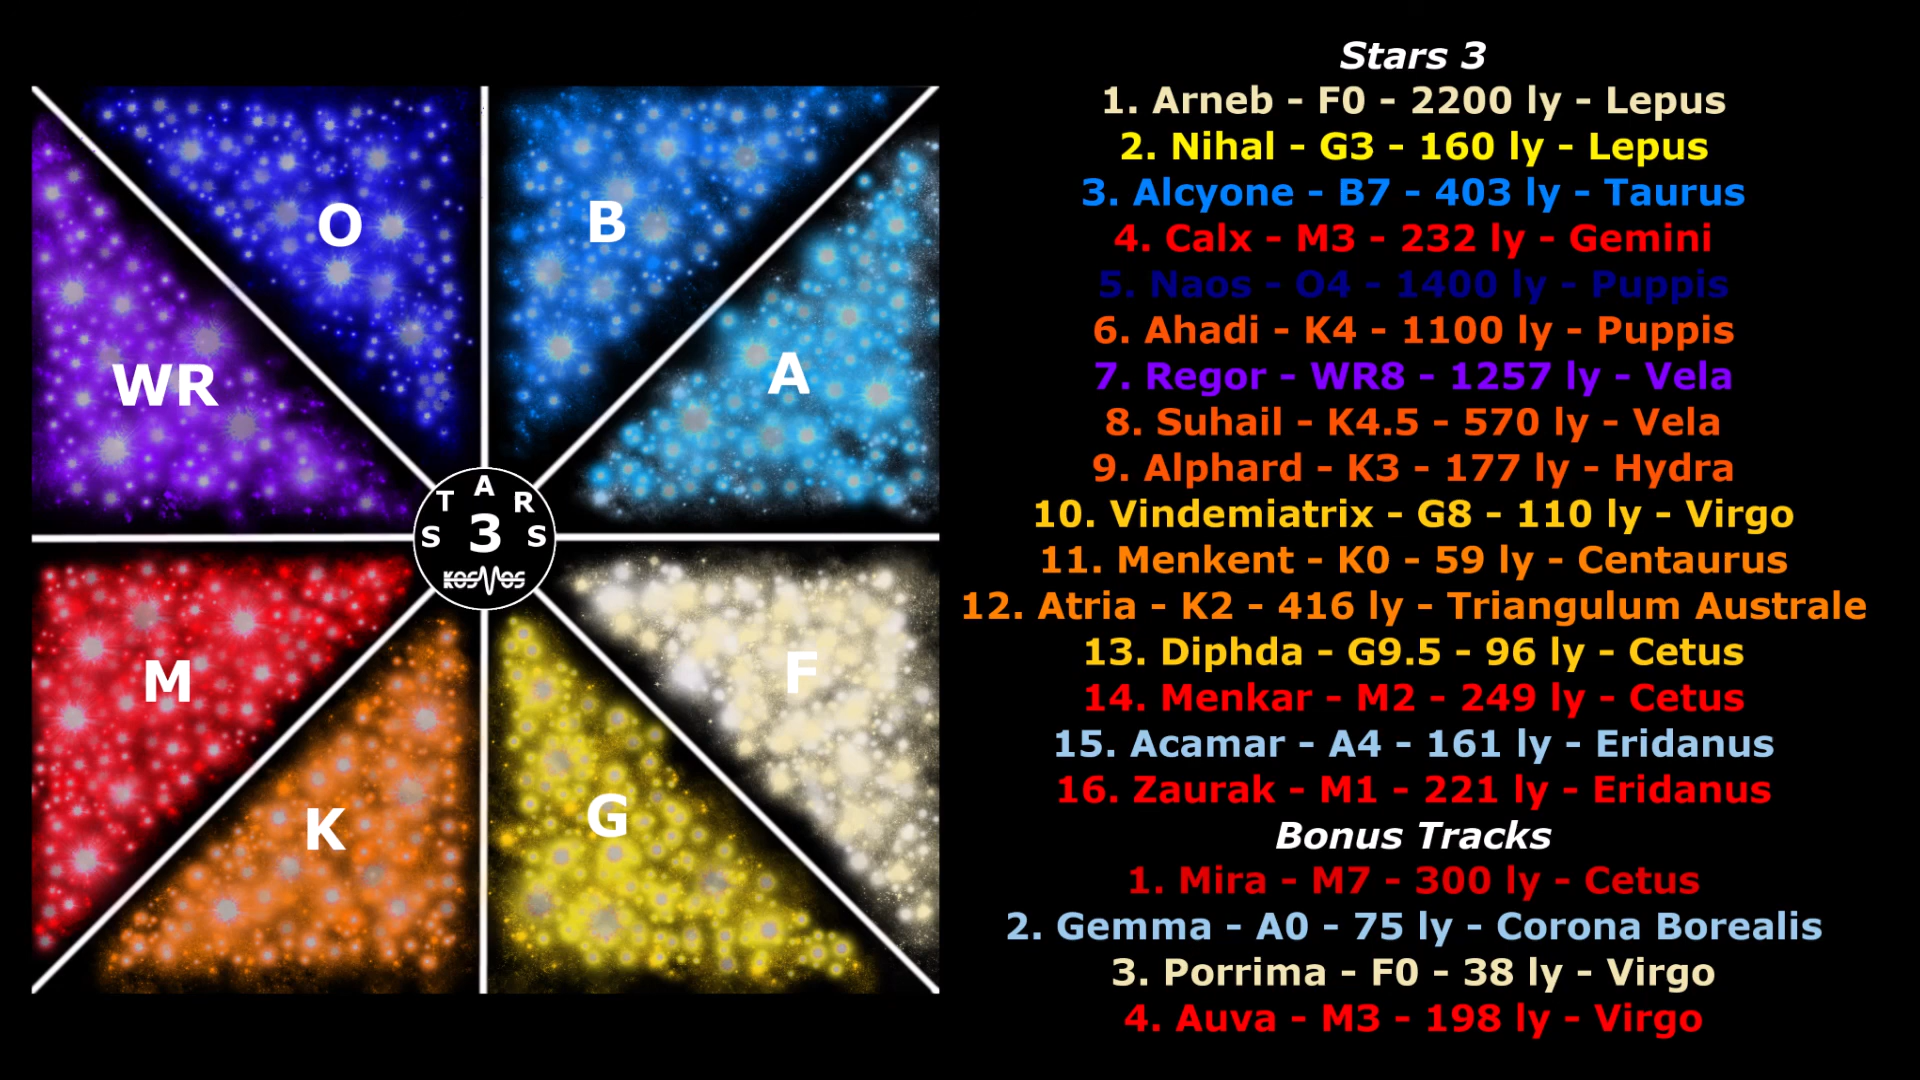 O
B
A
WR
S T A R S
3
KOSMOS
M
F
K
G
Stars 3
1. Arneb - F0 - 2200 ly - Lepus
2. Nihal - G3 - 160 ly - Lepus
3. Alcyone - B7 - 403 ly - Taurus
4. Calx - M3 - 232 ly - Gemini
5. Naos - O4 - 1400 ly - Puppis
6. Ahadi - K4 - 1100 ly - Puppis
7. Regor - WR8 - 1257 ly - Vela
8. Suhail - K4.5 - 570 ly - Vela
9. Alphard - K3 - 177 ly - Hydra
10. Vindemiatrix - G8 - 110 ly - Virgo
11. Menkent - K0 - 59 ly - Centaurus
12. Atria - K2 - 416 ly - Triangulum Australe
13. Diphda - G9.5 - 96 ly - Cetus
14. Menkar - M2 - 249 ly - Cetus
15. Acamar - A4 - 161 ly - Eridanus
16. Zaurak - M1 - 221 ly - Eridanus
Bonus Tracks
1. Mira - M7 - 300 ly - Cetus
2. Gemma - A0 - 75 ly - Corona Borealis
3. Porrima - F0 - 38 ly - Virgo
4. Auva - M3 - 198 ly - Virgo